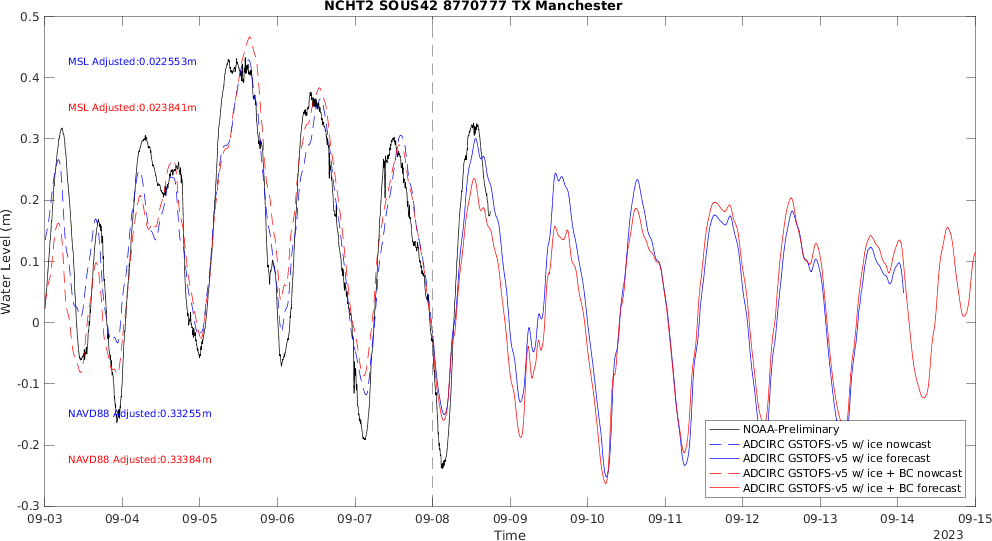 NCHT2 SOUS42 8770777 TX Manchester
0.5
MSL Adjusted:0.022553m
0.4
MSL Adjusted:0.023841m
0.3
0.2
Water Level (m)
0.1
0
-0.1
NAVD88 Adjusted:0.33255m
NOAA-Preliminary
-0.2
ADCIRC GSTOFS-v5 w/ ice nowcast
NAVD88 Adjusted:0.33384m
ADCIRC GSTOFS-v5 w/ ice forecast
ADCIRC GSTOFS-v5 w/ice + BC nowcast
ADCIRC GSTOFS-v5 w/ice + BC forecast
-0.3
09-03 09-04 09-05 09-06 09-07 09-08 09-09 09-10 09-11 09-12 09-13 09-14 09-15
Time
2023